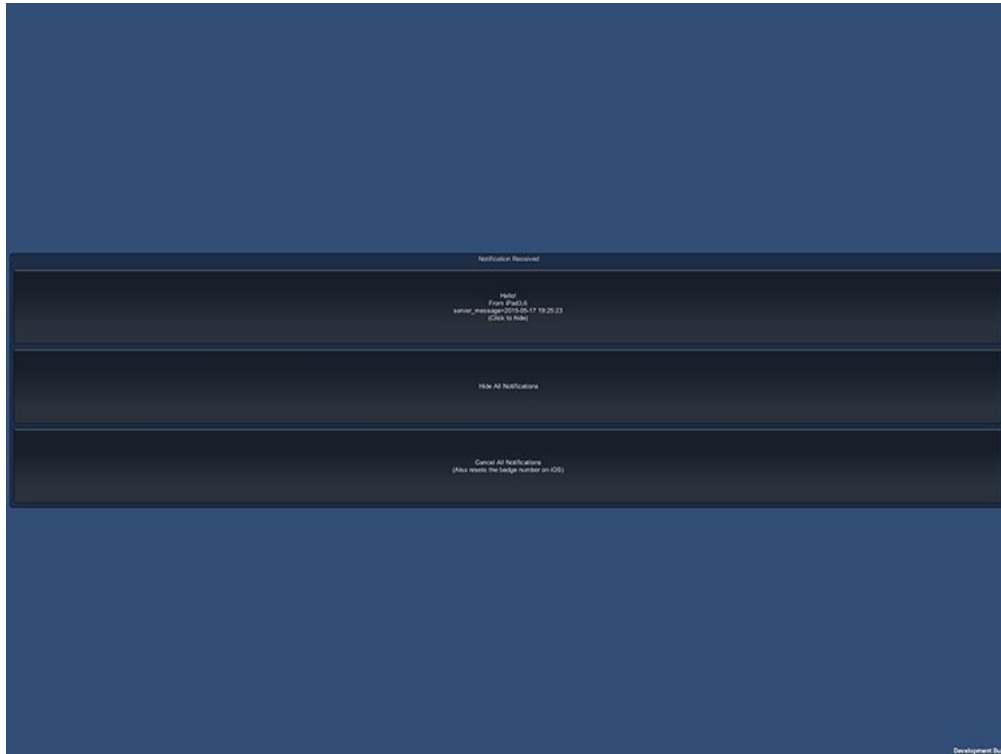 Notification Received
Hello!
From iPad3,6
server_message=2015-05-17 19:25:23
(Click to hide)
Hide All Notifications
Cancel All Notifications
(Also resets the badge number on iOS)
Development Bu